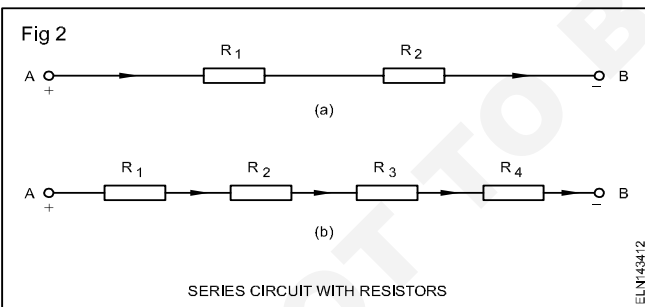 Fig 2
R1 R2
A B
+ –
(a)
R1 R2 R3 R4
A B
+ –
(b)
SERIES CIRCUIT WITH RESISTORS
ELN143412